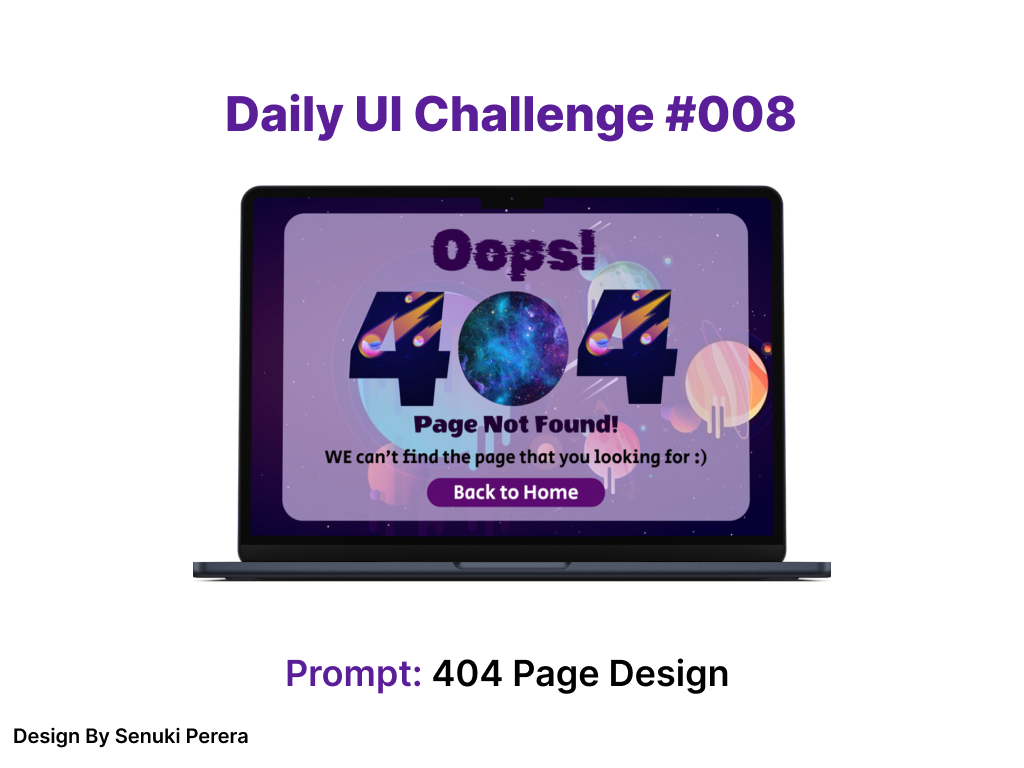 Daily UI Challenge #008
Oops!
404
Page Not Found!
WE can't find the page that you looking for :)
Back to Home
Prompt: 404 Page Design
Design By Senuki Perera